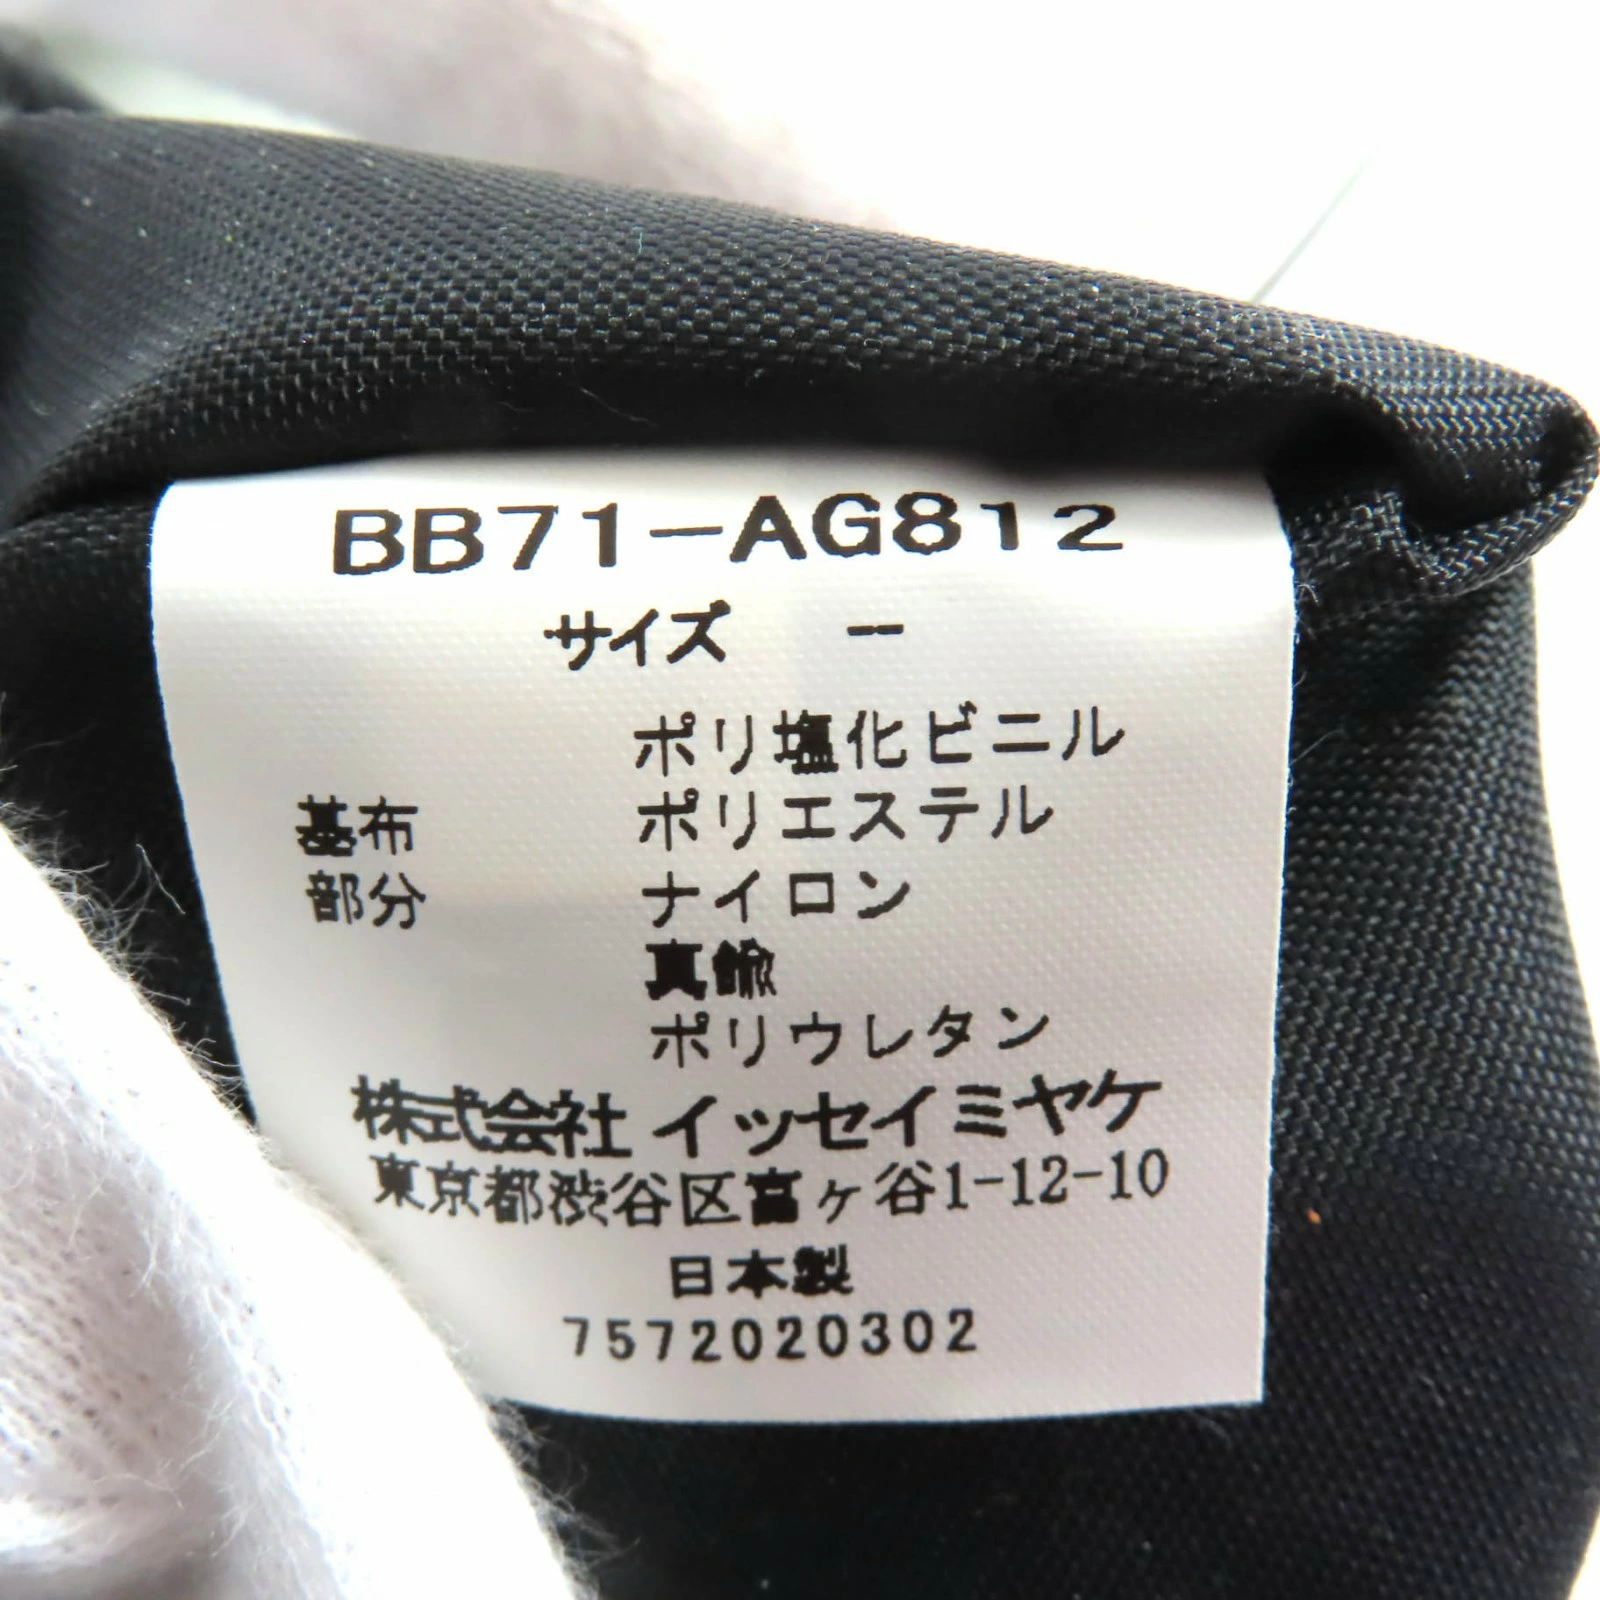 BB71-AG812
サイズ --
ポリ塩化ビニル
基布 ポリエステル
部分 ナイロン
真鍮
ポリウレタン
株式会社 イッセイミヤケ
東京都渋谷区富ヶ谷1-12-10
日本製
7572020302